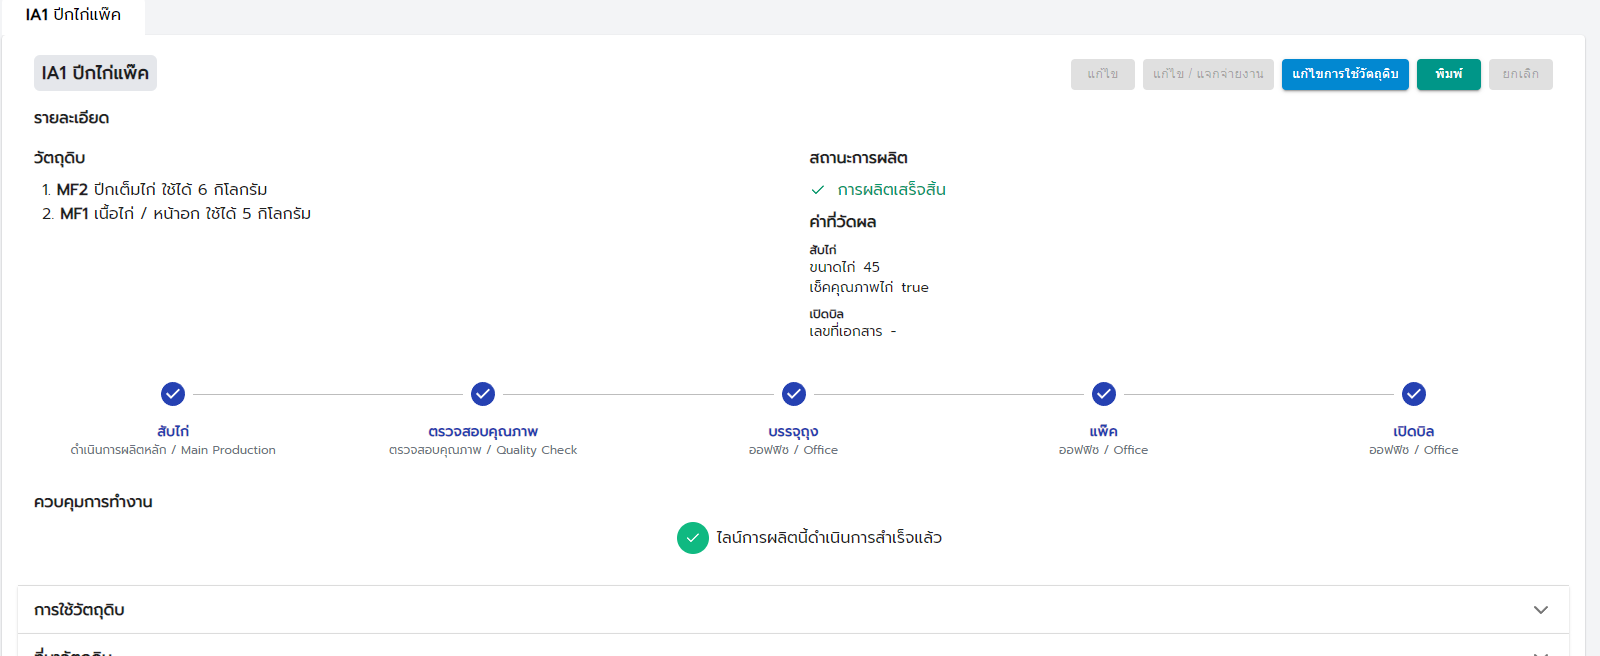 IA1 ปีกไก่แพ๊ค
IA1 ปีกไก่แพ๊ค
แก้ไข
แก้ไข / แจกจ่ายงาน
แก้ไขการใช้วัตถุดิบ
พิมพ์
ยกเลิก
รายละเอียด
วัตถุดิบ
1. MF2 ปีกเต็มไก่ ใช้ได้ 6 กิโลกรัม
2. MF1 เนื้อไก่ / หน้าอก ใช้ได้ 5 กิโลกรัม
สถานะการผลิต
การผลิตเสร็จสิ้น
ค่าที่วัดผล
สับไก่
ขนาดไก่ 45
เช็คคุณภาพไก่ true
เปิดบิล
เลขที่เอกสาร -
สับไก่
ดำเนินการผลิตหลัก / Main Production
ตรวจสอบคุณภาพ
ตรวจสอบคุณภาพ / Quality Check
บรรจุถุง
ออฟฟิช / Office
แพ๊ค
ออฟฟิช / Office
เปิดบิล
ออฟฟิช / Office
ควบคุมการทำงาน
ไลน์การผลิตนี้ดำเนินการสำเร็จแล้ว
การใช้วัตถุดิบ